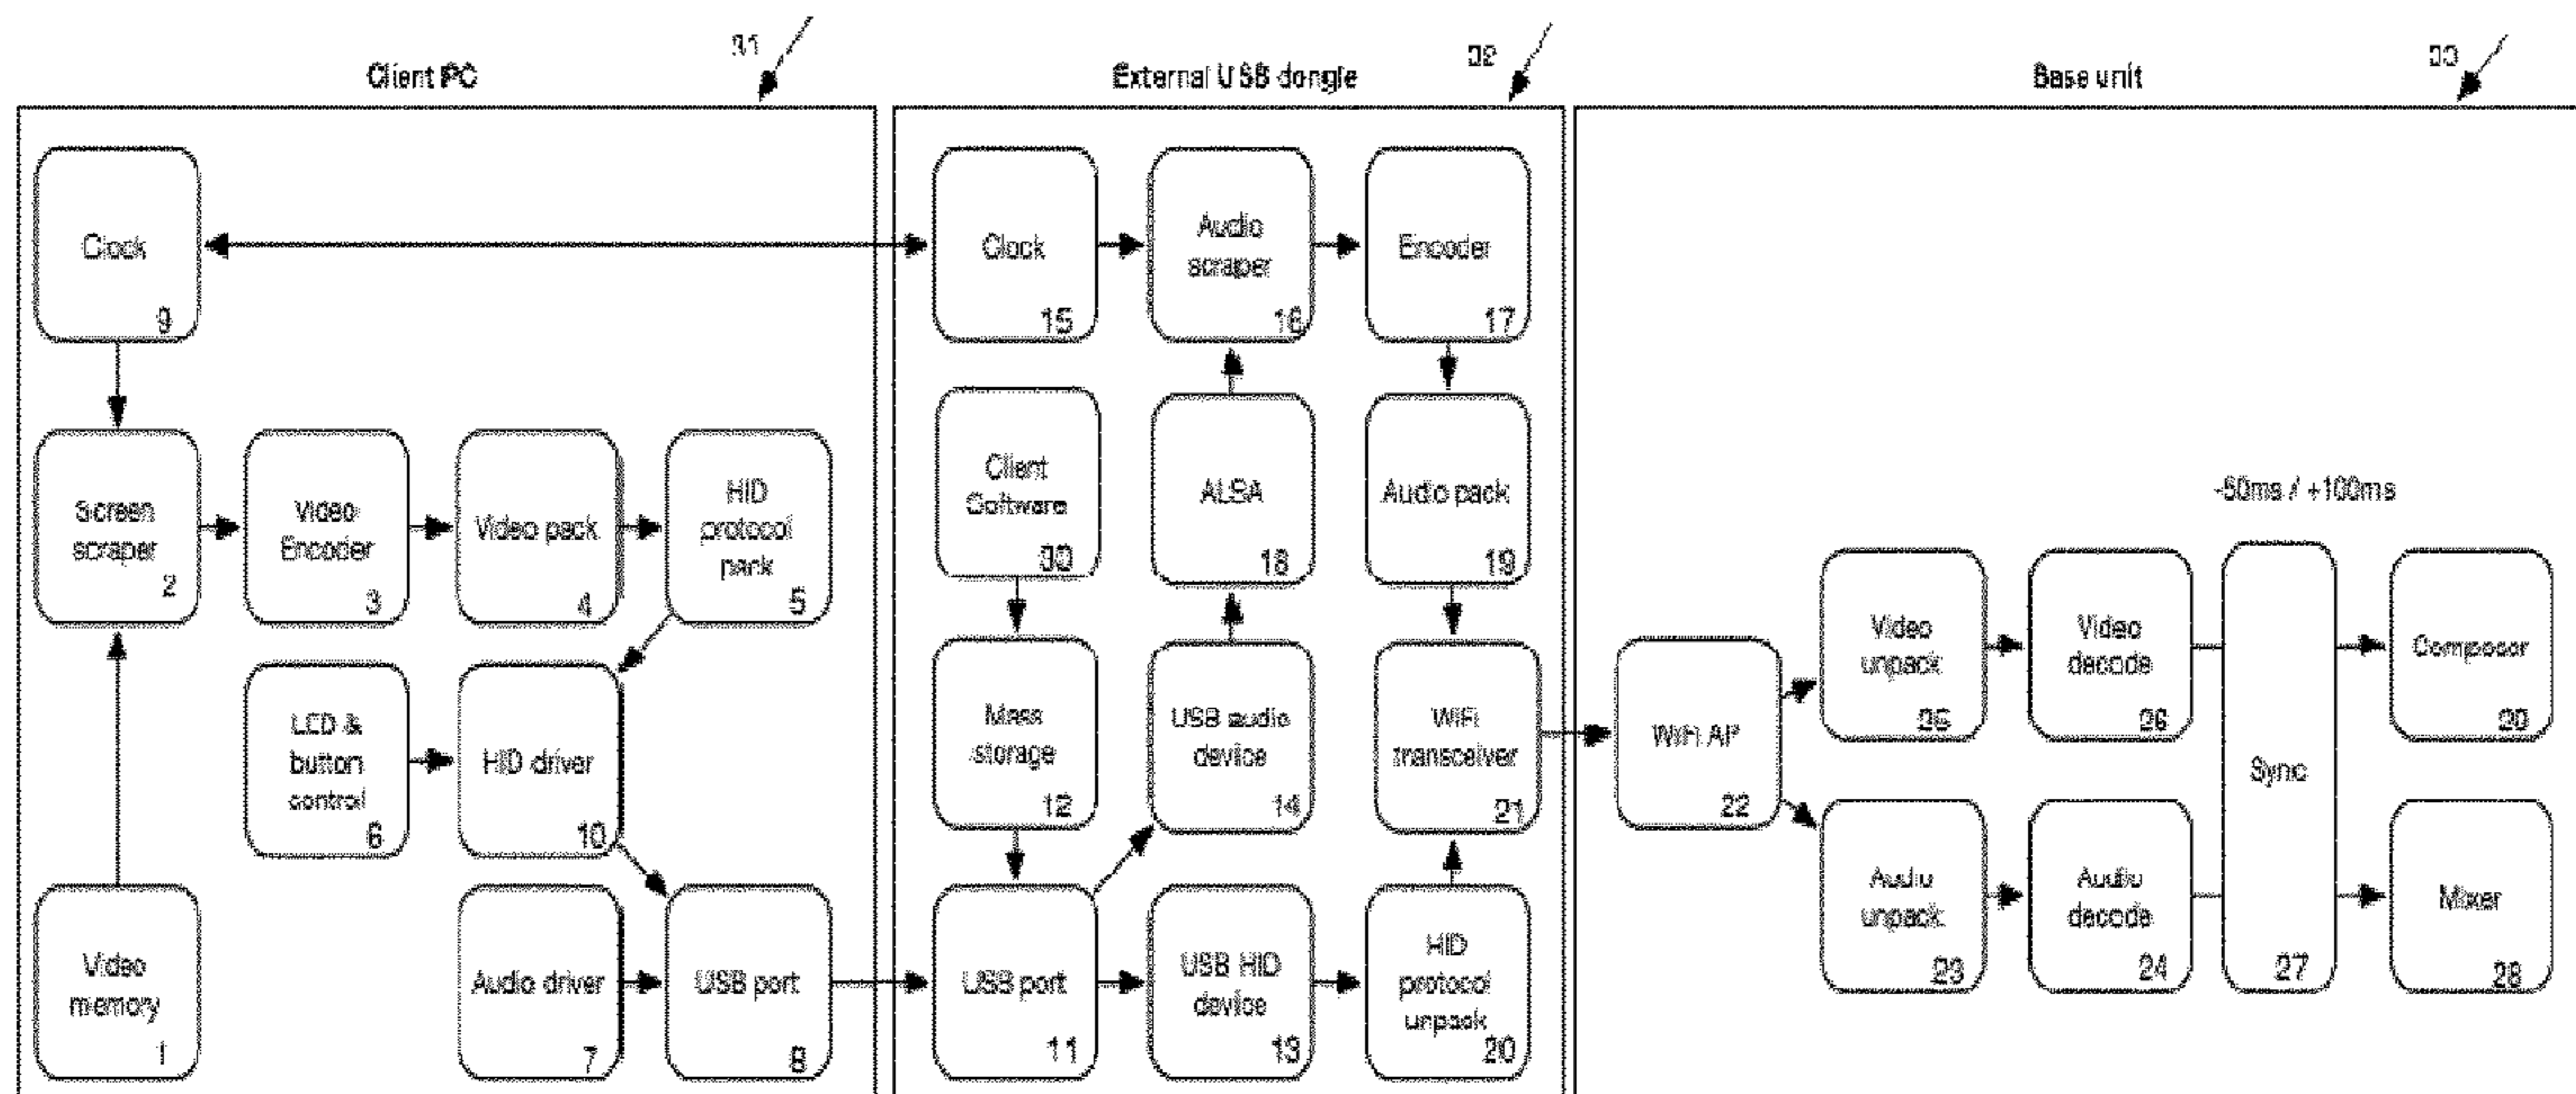 31
32
33
Client PC
External USB dongle
Base unit
Clock
9
Clock
15
Audio
scraper
16
Encoder
17
Screen
scraper
2
Video
Encoder
3
Video pack
4
HID
protocol
pack
5
Client
Software
30
ALSA
18
Audio pack
19
-50ms / +100ms
LCD &
button
control
6
HID driver
10
Mass
storage
12
USB audio
device
14
WiFi
transceiver
21
WiFi AP
22
Video
unpack
25
Video
decode
26
Sync
27
Composor
Video
memory
1
Audio driver
7
USB port
8
USB port
11
USB HID
device
13
HID
protocol
unpack
20
Audio
unpack
23
Audio
decode
24
Mixer
28